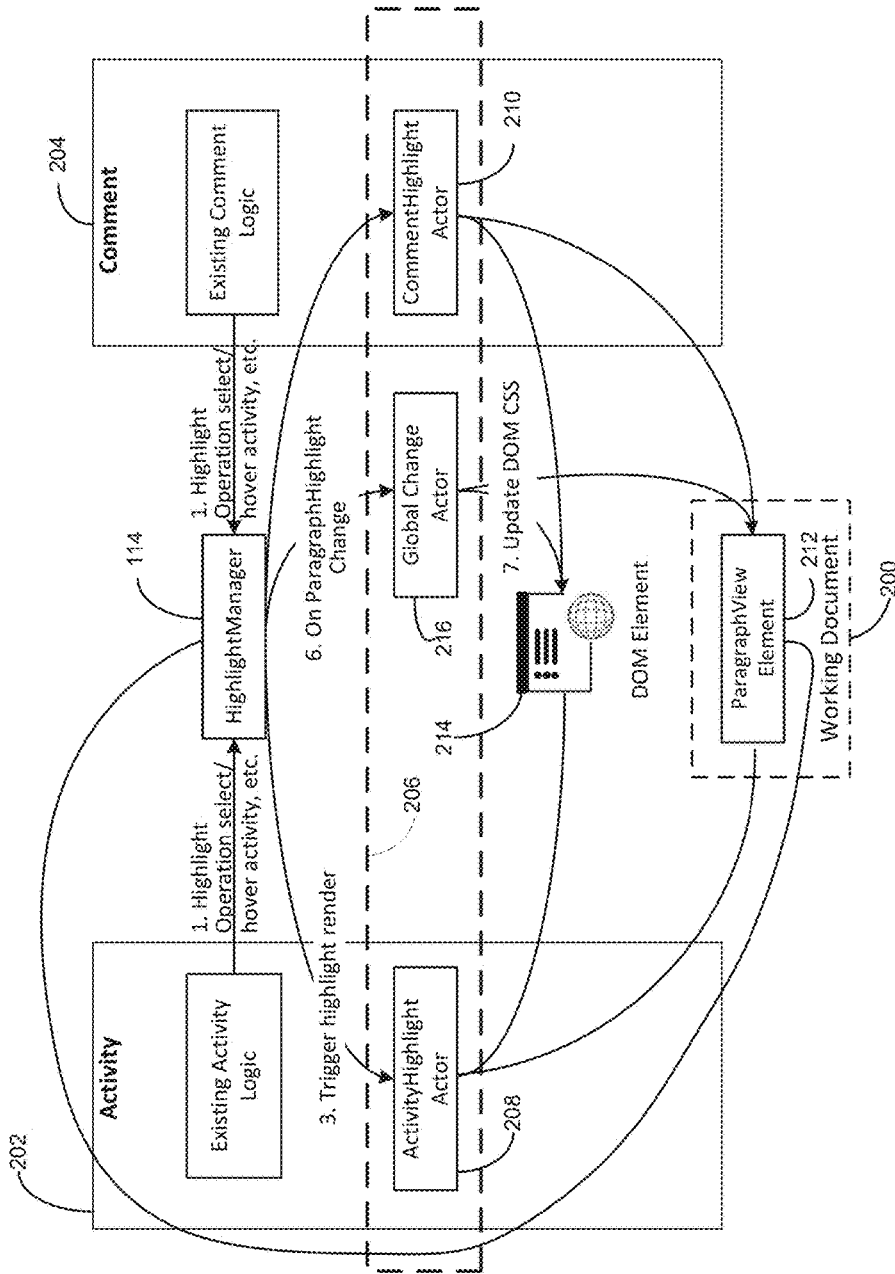 202
Activity
Existing Activity
Logic
1. Highlight
Operation select/
hover activity, etc.
114
HighlightManager
1. Highlight
Operation select/
hover activity, etc.
204
Comment
Existing Comment
Logic
3. Trigger highlight render
206
6. On ParagraphHighlight
Change
ActivityHighlight
Actor
208
Global Change
Actor
216
CommentHighlight
Actor
210
7. Update DOM CSS
214
DOM Element
ParagraphView
Element
212
Working Document
200